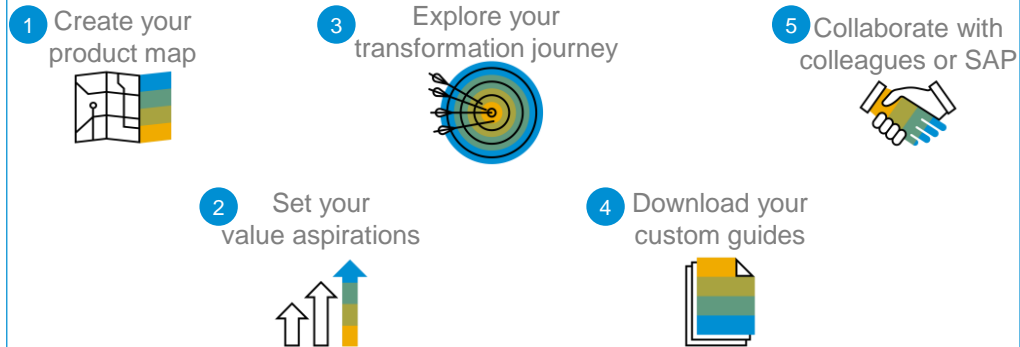 1 Create your
product map
2 Set your
value aspirations
3 Explore your
transformation journey
4 Download your
custom guides
5 Collaborate with
colleagues or SAP